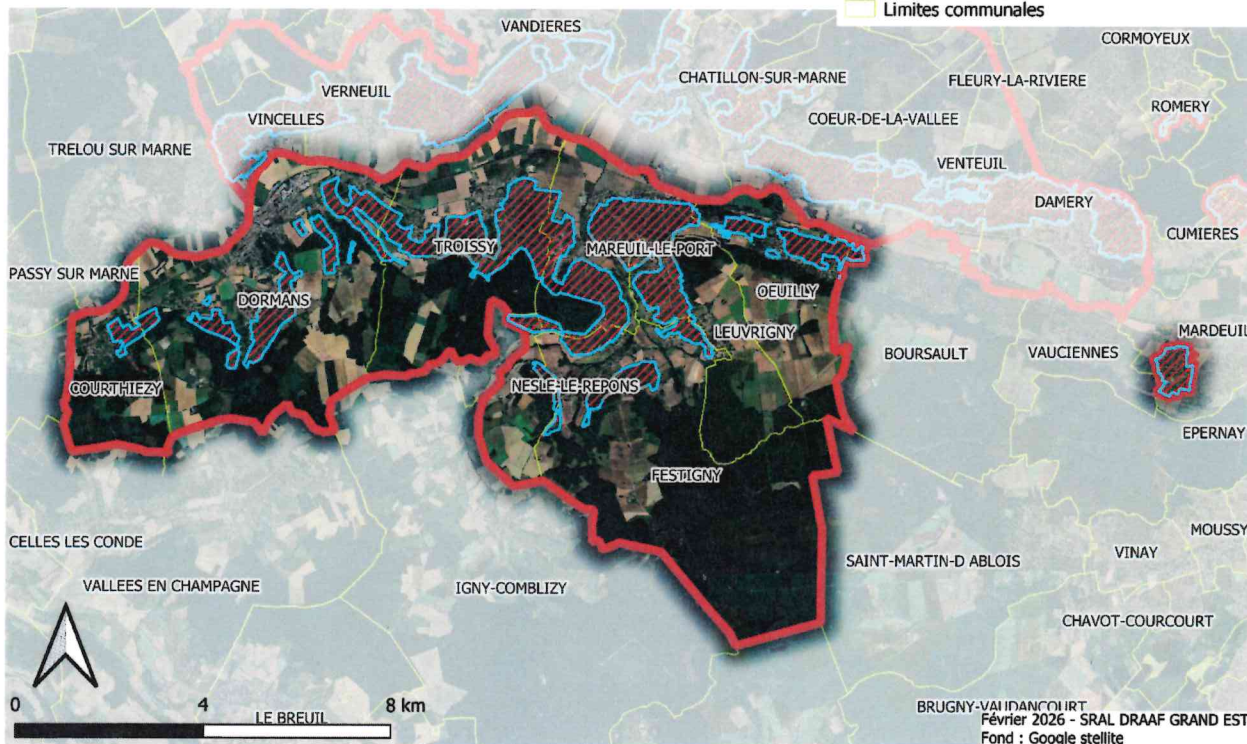 Limites communales
VANDIERES
CORMOYEUX
CHATILLON-SUR-MARNE
FLEURY-LA-RIVIERE
VERNEUIL
ROMERY
VINCELLES
COEUR-DE-LA-VALLEE
TRELOU SUR MARNE
VENTEUIL
DAMERY
CUMIERES
TROISSY
MAREUIL-LE-PORT
PASSY SUR MARNE
DORMANS
OEUILLY
LEUVRIGNY
MARDEUIL
BOURSAULT
VAUCIENNES
COURTHIEZY
NESLE-LE-REPONS
EPERNAY
FESTIGNY
MOUSSY
CELLES LES CONDE
VINAY
SAINT-MARTIN-D ABLOIS
VALLEES EN CHAMPAGNE
IGNY-COMBLIZY
CHAVOT-COURCOURT
0 4 8 km
LE BREUIL
BRUGNY-VAUDANCOURT
Février 2026 - SRAL DRAAF GRAND EST
Fond : Google stellite